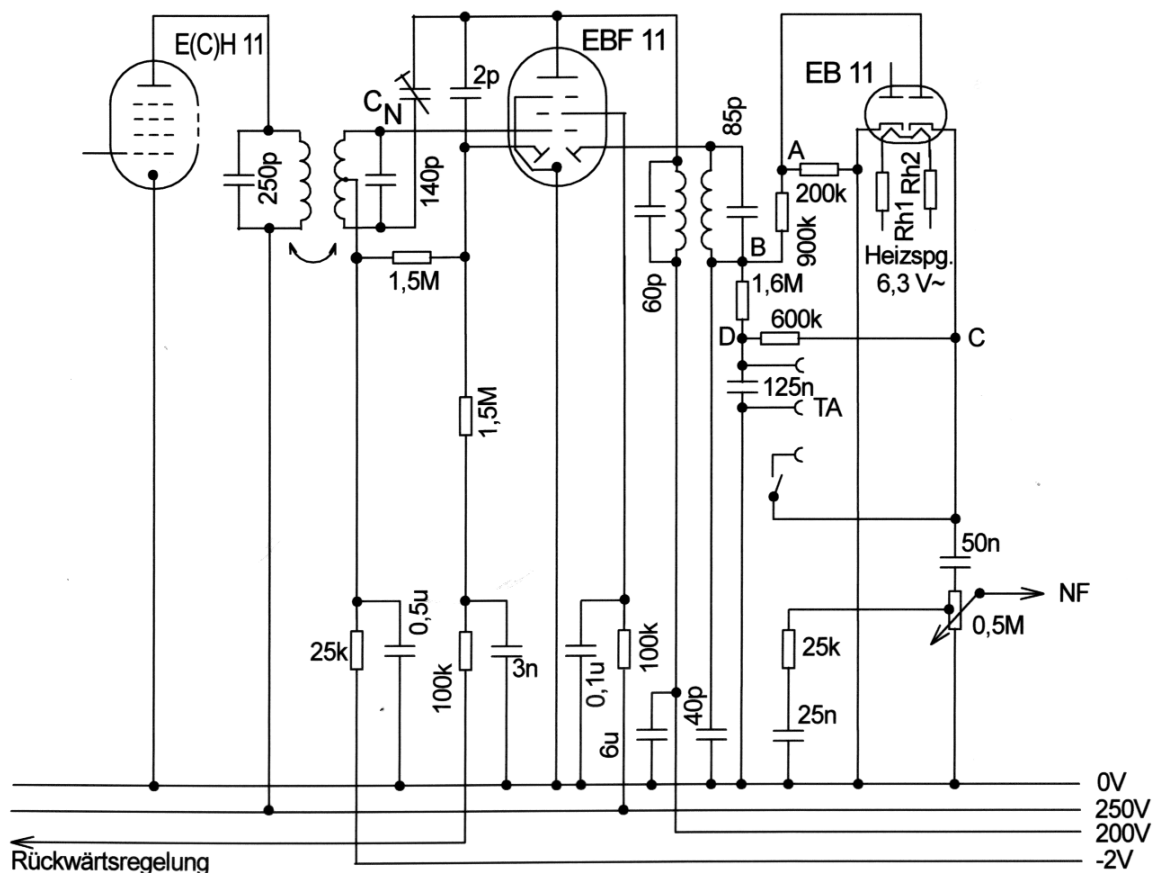 E(C)H 11
EBF 11
EB 11
2p
C_N
85p
A
200k
Rh1
Rh2
250p
140p
900k
B
Heizspg.
6,3 V~
1,5M
60p
1,6M
600k
D
C
125n
TA
1,5M
50n
NF
0,5M
25k
0,5u
100k
3n
0,1u
100k
25k
40p
6u
25n
0V
250V
200V
-2V
Rückwärtsregelung